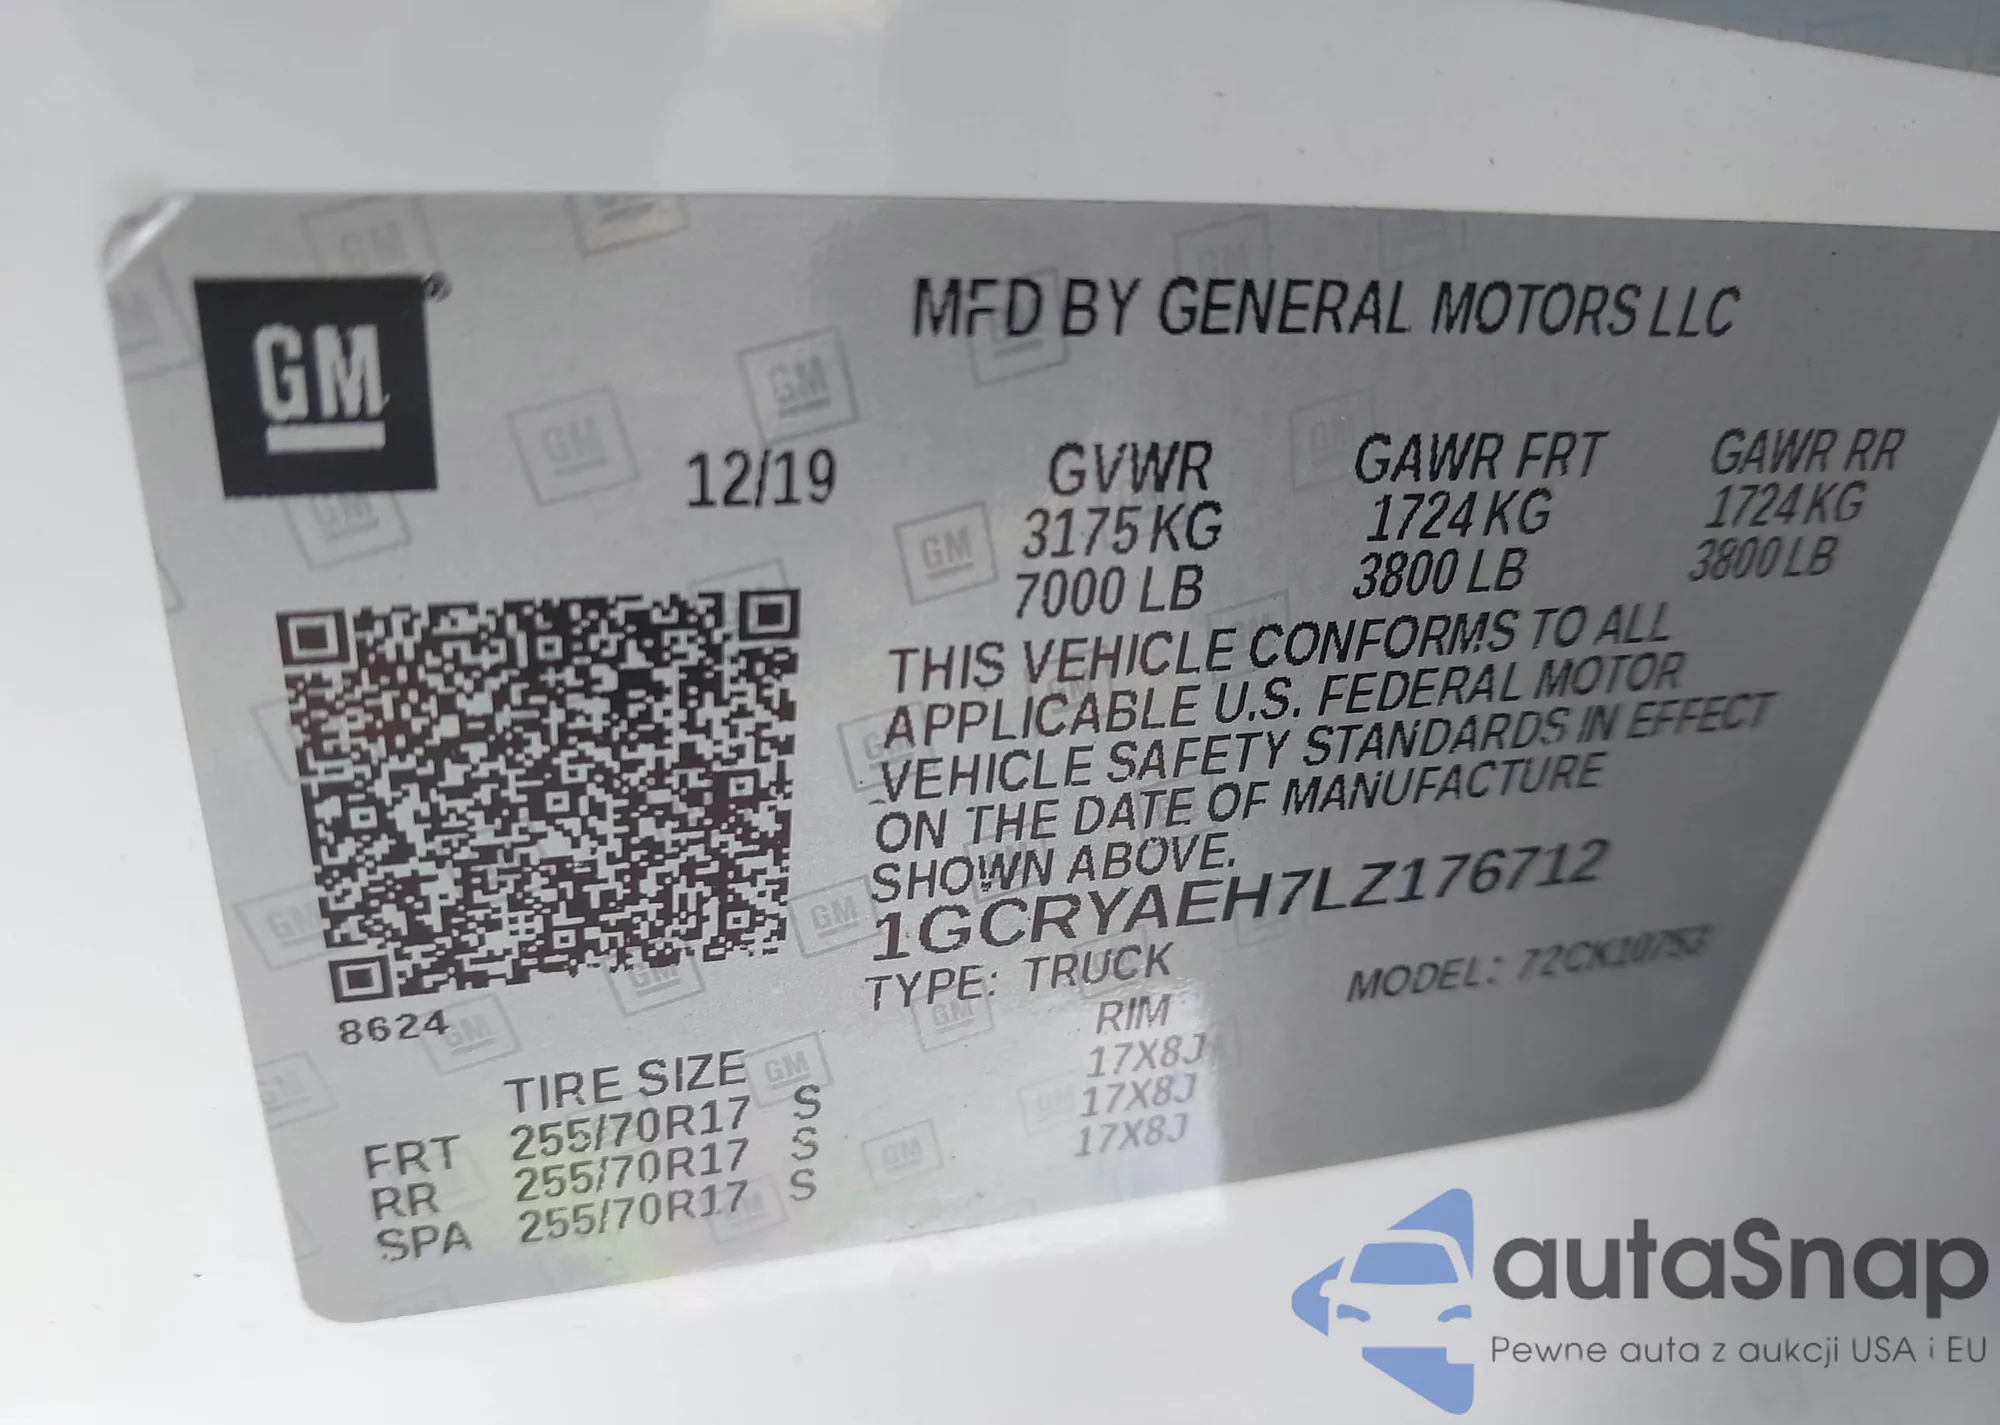 GM®
MFD BY GENERAL MOTORS LLC
12/19
GVWR GAWR FRT GAWR RR
3175 KG 1724 KG 1724 KG
7000 LB 3800 LB 3800 LB
THIS VEHICLE CONFORMS TO ALL
APPLICABLE U.S. FEDERAL MOTOR
VEHICLE SAFETY STANDARDS IN EFFECT
ON THE DATE OF MANUFACTURE
SHOWN ABOVE.
1GCRYAEH7LZ176712
TYPE: TRUCK MODEL: 72CK10753
8624
TIRE SIZE RIM
FRT 255/70R17 S 17X8J
RR 255/70R17 S 17X8J
SPA 255/70R17 S 17X8J
autaSnap
Pewne auta z aukcji USA i EU